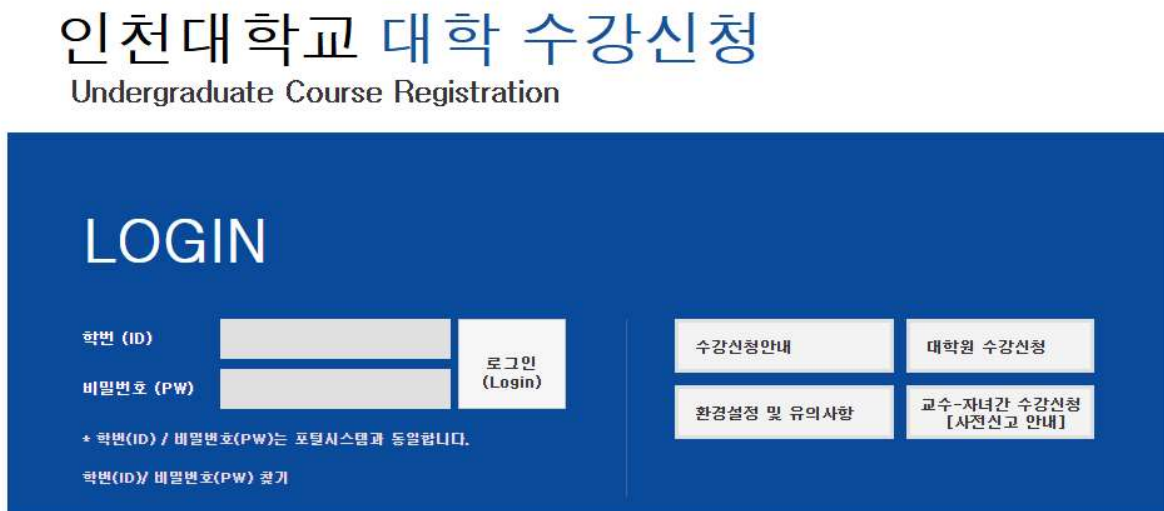 인천대학교 대학 수강신청
Undergraduate Course Registration
LOGIN
학번 (ID)
비밀번호 (PW)
로그인
(Login)
* 학번(ID) / 비밀번호(PW)는 포털시스템과 동일합니다.
학번(ID)/ 비밀번호(PW) 찾기
수강신청안내
대학원 수강신청
환경설정 및 유의사항
교수-자녀간 수강신청
[사전신고 안내]